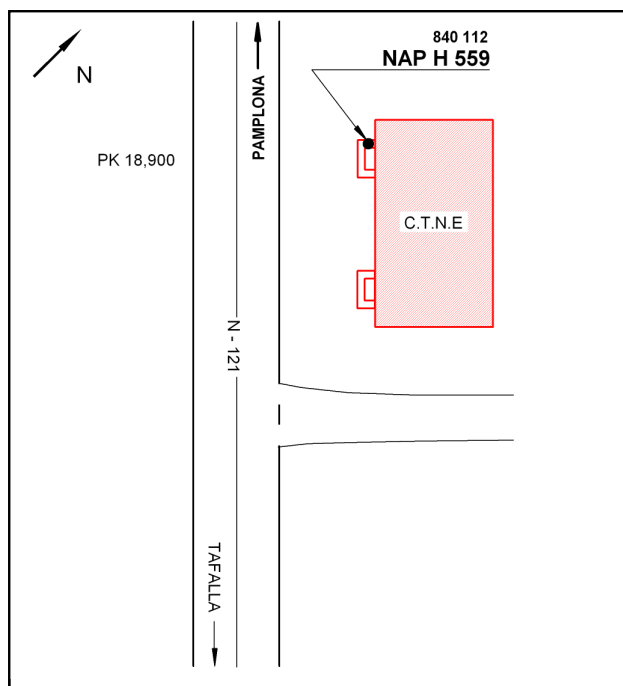 840 112
NAP H 559
N
PAMPLONA
PK 18,900
C.T.N.E
N - 121
TAFALLA